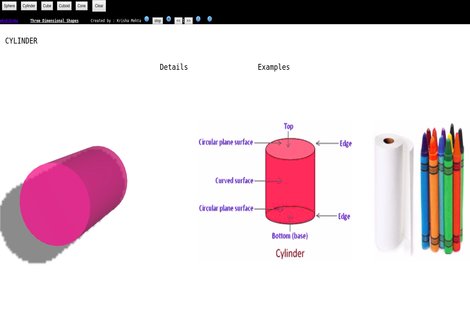 Sphere Cylinder Cube Cuboid Cone Clear
Three Dimensional Shapes Created by : Krisha Mehta
CYLINDER
Details Examples
Top
Circular plane surface Edge
Curved surface
Circular plane surface
Edge
Bottom (base)
Cylinder